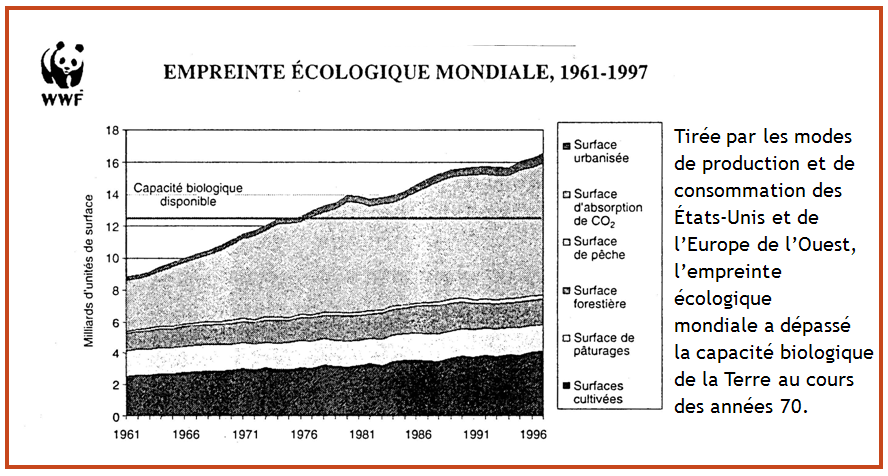 WWF
EMPREINTE ÉCOLOGIQUE MONDIALE, 1961-1997
Milliards d'unités de surface
18
16
14
12
10
8
6
4
2
0
Capacité biologique
disponible
1961
1966
1971
1976
1981
1986
1991
1996
Surface
urbanisée
Surface
d'absorption
de CO2
Surface
de pêche
Surface
forestière
Surface de
pâturages
Surfaces
cultivées
Tirée par les modes
de production et de
consommation des
États-Unis et de
l'Europe de l'Ouest,
l'empreinte
écologique
mondiale a dépassé
la capacité biologique
de la Terre au cours
des années 70.